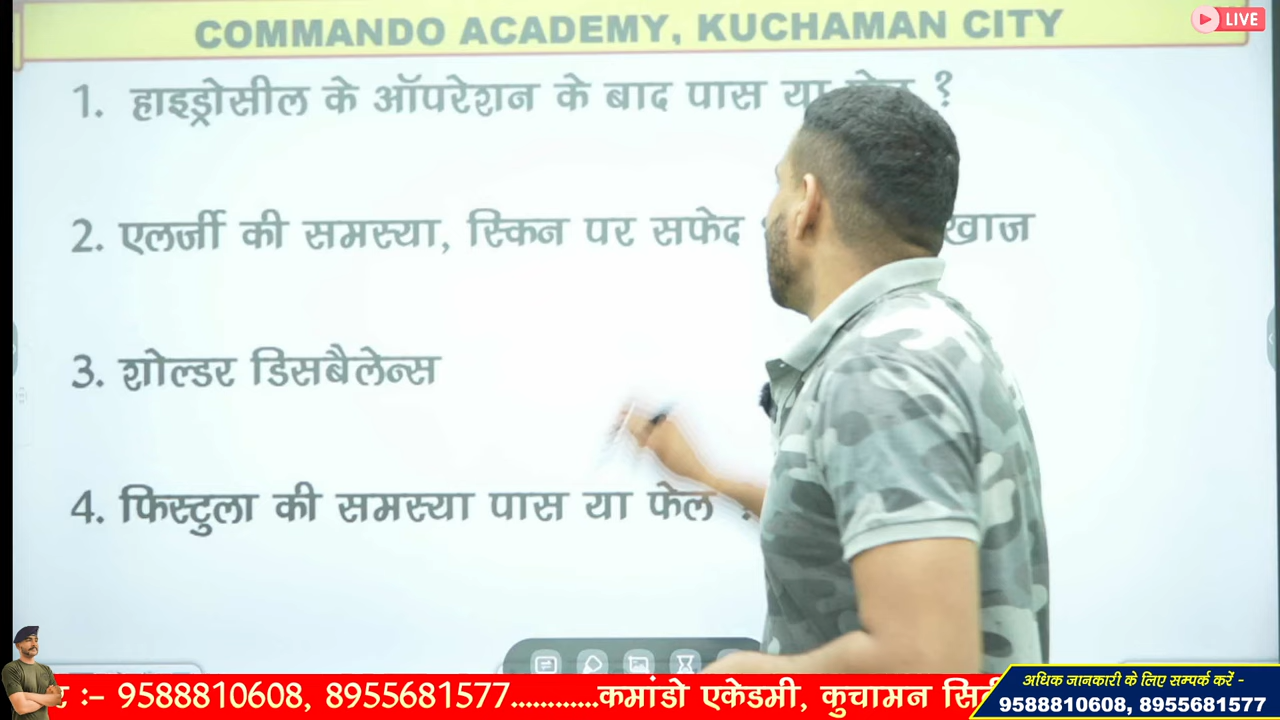 COMMANDO ACADEMY, KUCHAMAN CITY
LIVE
1. हाइड्रोसील के ऑपरेशन के बाद पास या ?
2. एलर्जी की समस्या, स्किन पर सफेद खाज
3. शोल्डर डिसबैलेन्स
4. फिस्टुला की समस्या पास या फेल
:- 9588810608, 8955681577............कमांडो एकेडमी, कुचामन
अधिक जानकारी के लिए सम्पर्क करें -
9588810608, 8955681577